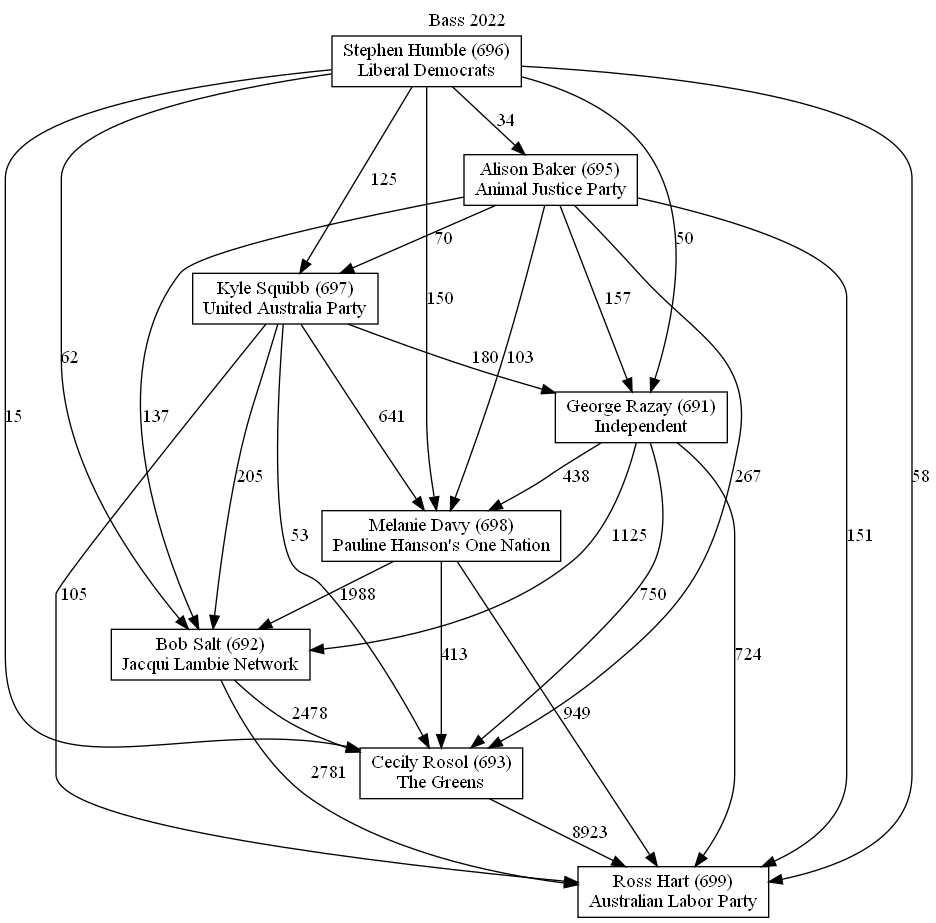 Bass 2022
Stephen Humble (696)
Liberal Democrats
34
Alison Baker (695)
Animal Justice Party
125
70
50
Kyle Squibb (697)
United Australia Party
150
157
62
180
103
15
137
641
George Razay (691)
Independent
205
438
267
58
Melanie Davy (698)
Pauline Hanson's One Nation
53
1125
151
105
1988
750
Bob Salt (692)
Jacqui Lambie Network
413
724
2478
949
Cecily Rosol (693)
The Greens
2781
8923
Ross Hart (699)
Australian Labor Party